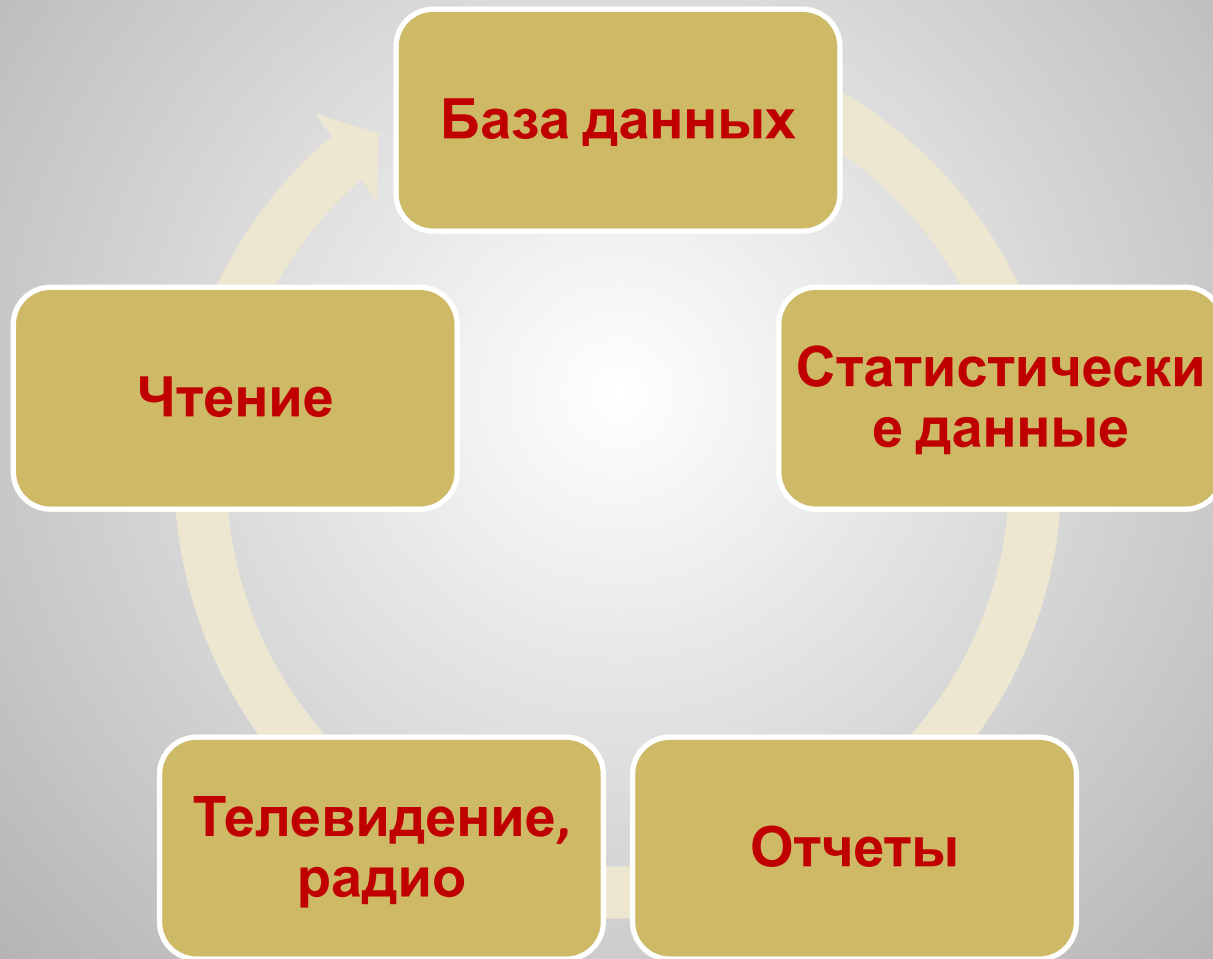 База данных
Чтение
Статистически
е данные
Телевидение,
радио
Отчеты